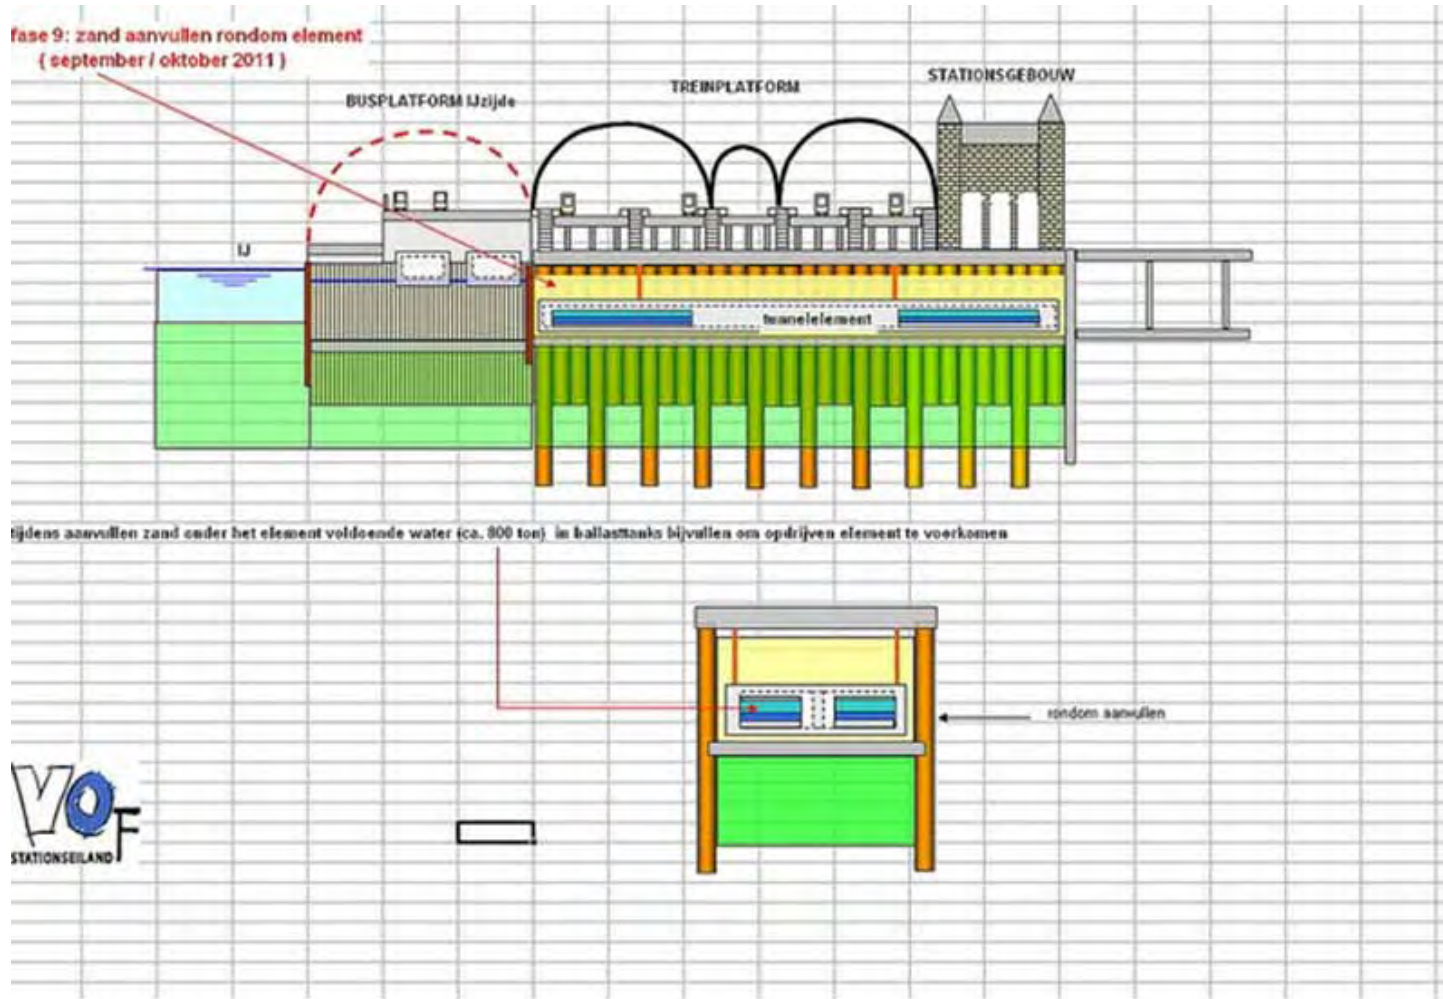 fase 9: zand aanvullen rondom element
( september / oktober 2011 )
BUSPLATFORM IJzijde
TREINPLATFORM
STATIONSGEBOUW
IJ
tunnelelement
tijdens aanvullen zand onder het element voldoende water (ca. 800 ton) in ballasttanks bijvullen om opdrijven element te voorkomen
rondom aanvullen
VOF
STATIONSEILAND